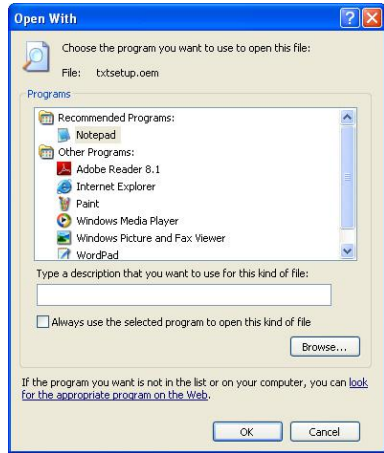 Open With
Choose the program you want to use to open this file:
File: txtsetup.oem
Programs
Recommended Programs:
Notepad
Other Programs:
Adobe Reader 8.1
Internet Explorer
Paint
Windows Media Player
Windows Picture and Fax Viewer
WordPad
Type a description that you want to use for this kind of file:
Always use the selected program to open this kind of file
Browse...
If the program you want is not in the list or on your computer, you can look
for the appropriate program on the Web.
OK Cancel